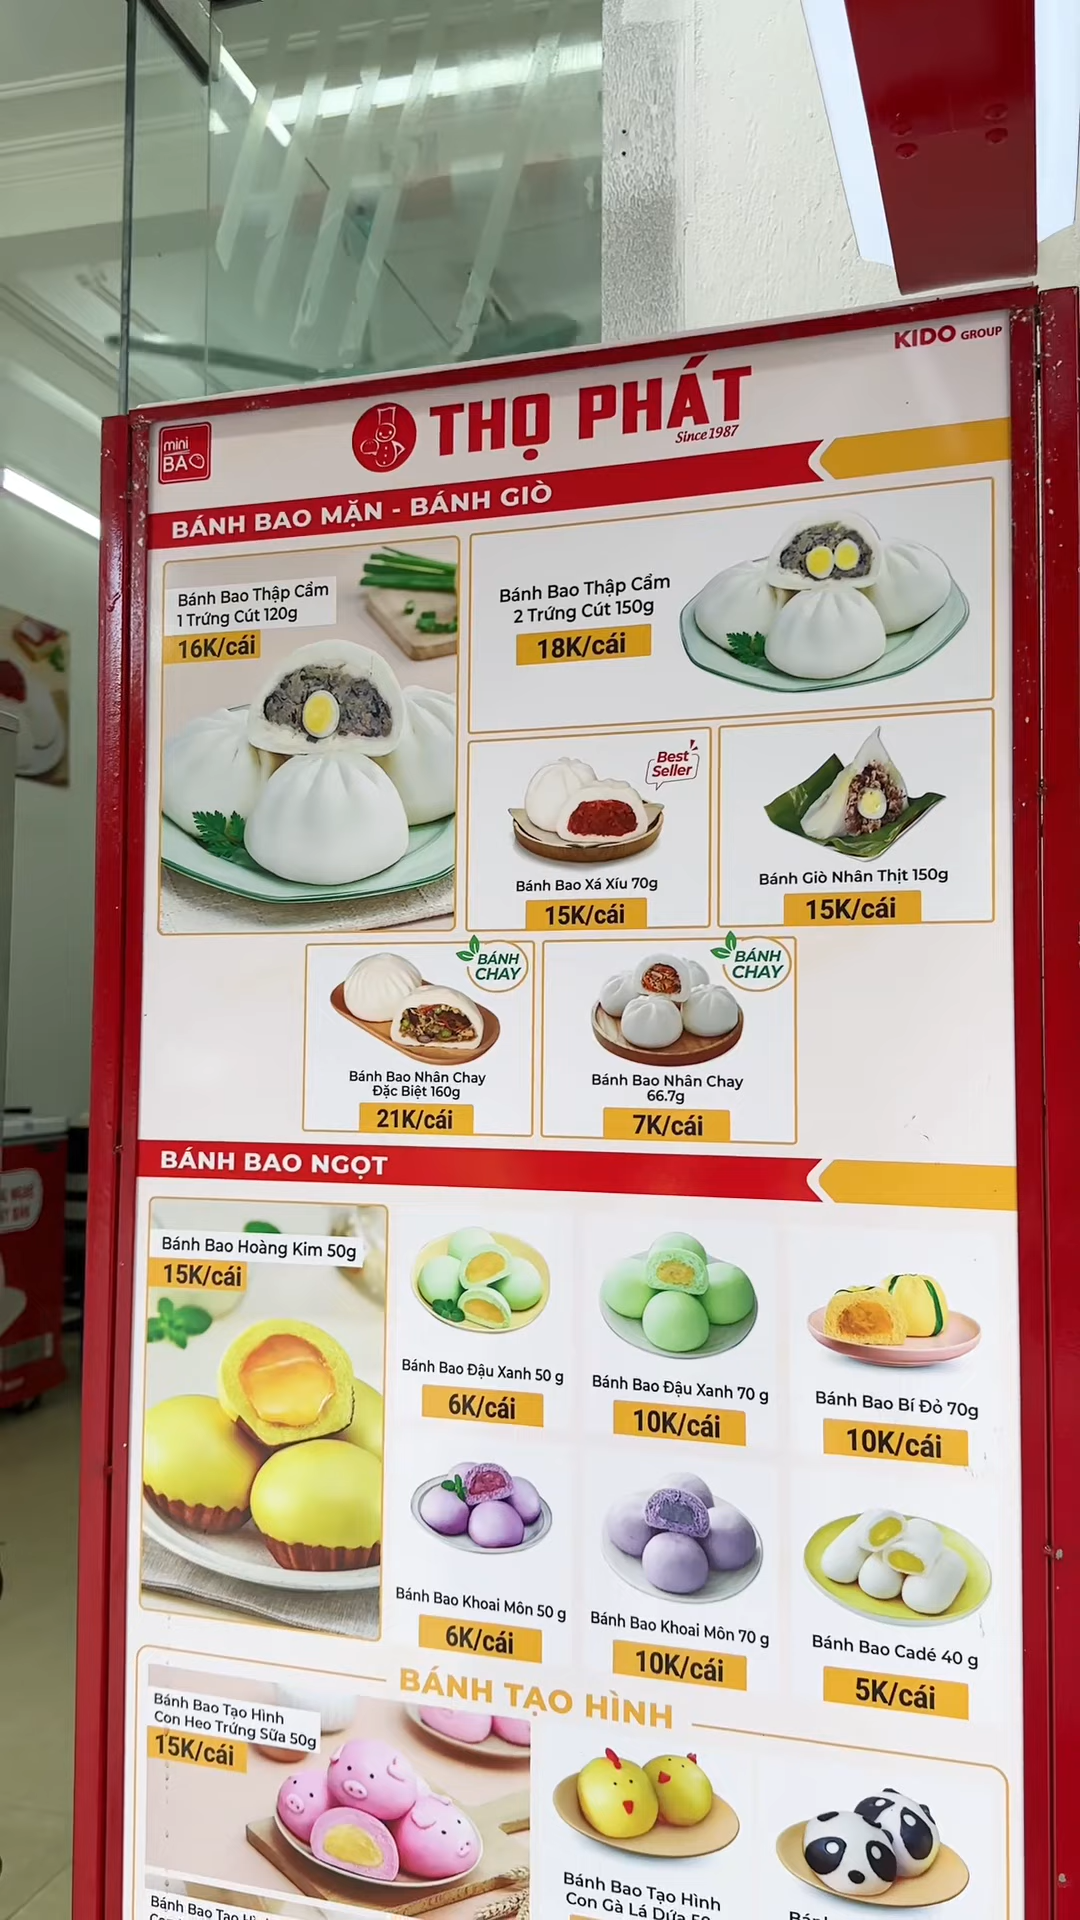 KIDO GROUP
mini
BAO
THỌ PHÁT
Since 1987
BÁNH BAO MẶN - BÁNH GIÒ
Bánh Bao Thập Cẩm
1 Trứng Cút 120g
16K/cái
Bánh Bao Thập Cẩm
2 Trứng Cút 150g
18K/cái
Best
Seller
Bánh Bao Xá Xíu 70g
15K/cái
Bánh Giò Nhân Thịt 150g
15K/cái
BÁNH
CHAY
Bánh Bao Nhân Chay
Đặc Biệt 160g
21K/cái
BÁNH
CHAY
Bánh Bao Nhân Chay
66.7g
7K/cái
BÁNH BAO NGỌT
Bánh Bao Hoàng Kim 50g
15K/cái
Bánh Bao Đậu Xanh 50 g
6K/cái
Bánh Bao Đậu Xanh 70 g
10K/cái
Bánh Bao Bí Đỏ 70g
10K/cái
Bánh Bao Khoai Môn 50 g
6K/cái
Bánh Bao Khoai Môn 70 g
10K/cái
Bánh Bao Cadé 40 g
5K/cái
BÁNH TẠO HÌNH
Bánh Bao Tạo Hình
Con Heo Trứng Sữa 50g
15K/cái
Bánh Bao Tạo Hình
Con Gà Lá Dứa
Bánh Bao Tạo